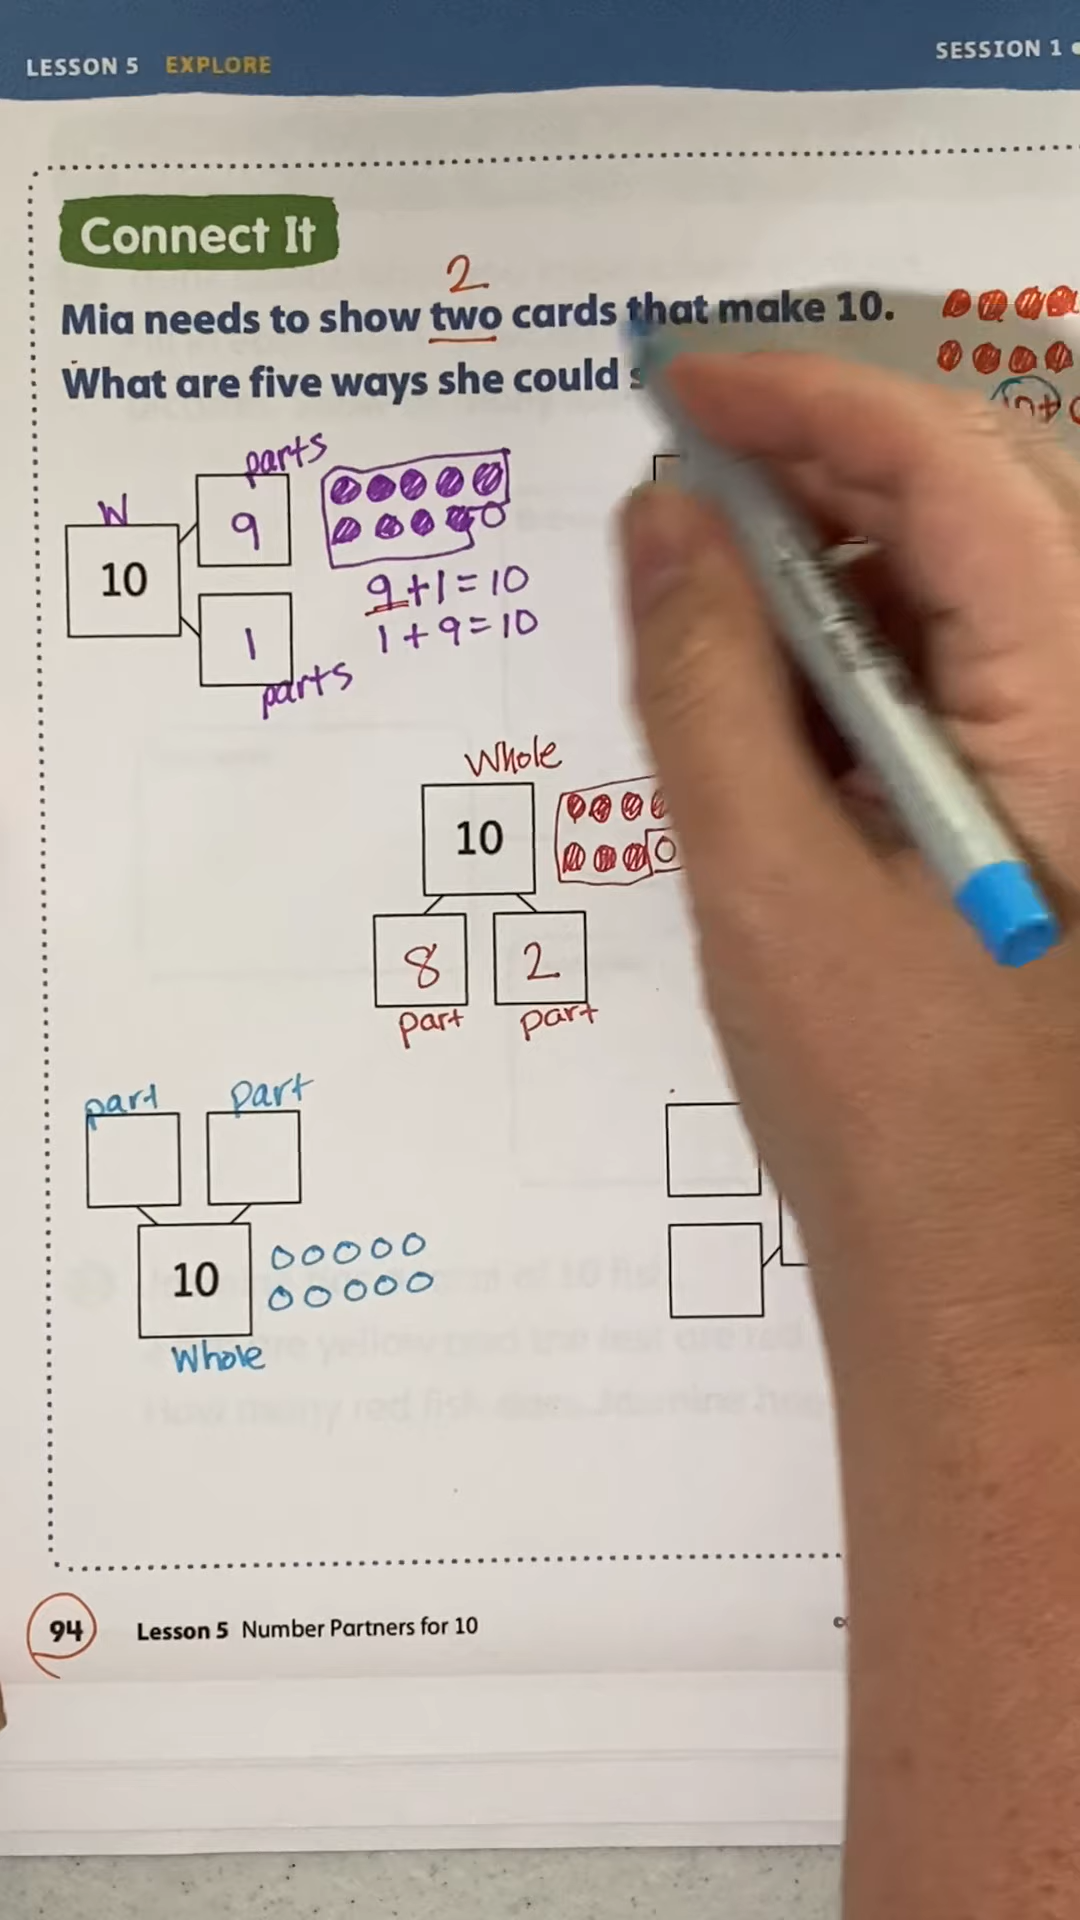 LESSON 5 EXPLORE
SESSION 1
Connect It
2
Mia needs to show two cards that make 10.
What are five ways she could
parts
W
9
10
1
parts
9+1=10
1+9=10
Whole
10
8 2
part part
part part
10
Whole
94 Lesson 5 Number Partners for 10